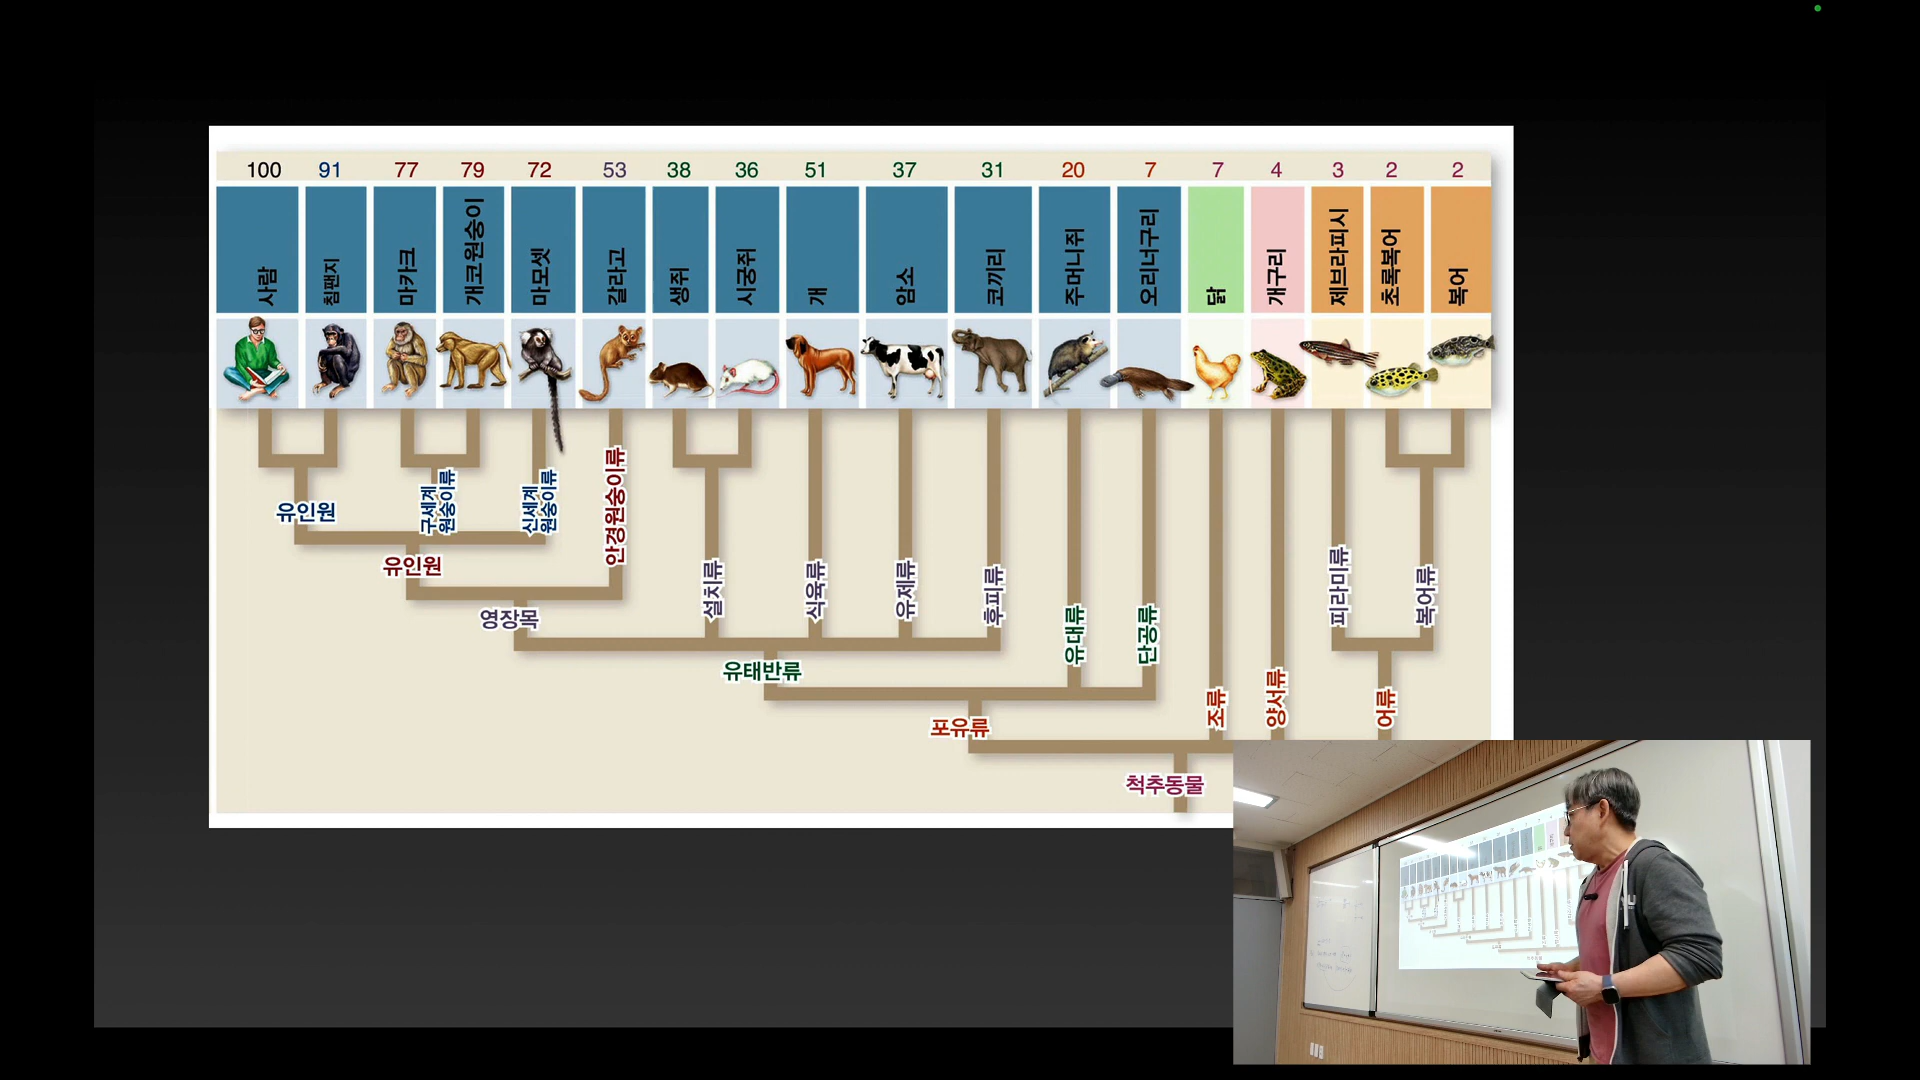 100 91 77 79 72 53 38 36 51 37 31 20 7 7 4 3 2 2
사람 침팬지 마카크 개코원숭이 마모셋 갈라고 생쥐 시궁쥐 개 암소 코끼리 주머니쥐 오리너구리 닭 개구리 제브라피시 초록복어 복어
유인원
구세계
원숭이류
신세계
원숭이류
안경원숭이류
유인원
영장목
설치류
식육류
유제류
후피류
유태반류
유대류
단공류
포유류
조류
양서류
피라미류
복어류
어류
척추동물